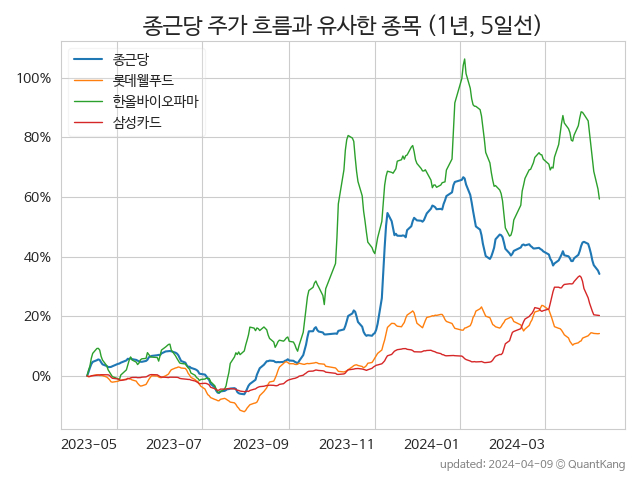 종근당 주가 흐름과 유사한 종목 (1년, 5일선)
종근당
롯데웰푸드
한올바이오파마
삼성카드
100%
80%
60%
40%
20%
0%
2023-05 2023-07 2023-09 2023-11 2024-01 2024-03
updated: 2024-04-09 © QuantKang